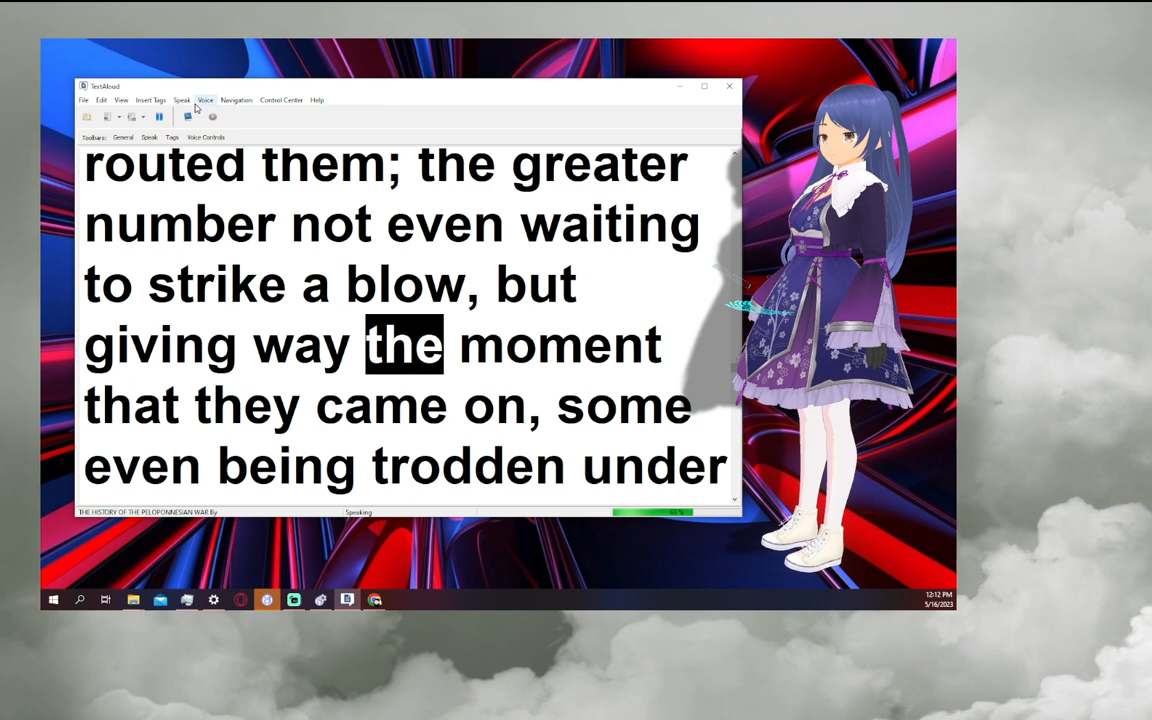 TextAloud
File Edit View Insert Tags Speak Voice Navigation Control Center Help
Toolbars: General Speak Tags Voice Controls
routed them; the greater
number not even waiting
to strike a blow, but
giving way the moment
that they came on, some
even being trodden under
THE HISTORY OF THE PELOPONNESIAN WAR By
Speaking
12:12 PM
5/16/2023